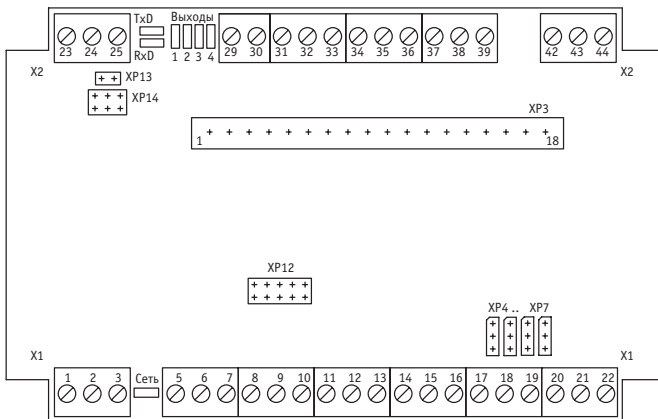 TxD Выходы
RxD 1 2 3 4
23 24 25 29 30 31 32 33 34 35 36 37 38 39 42 43 44
X2 X2
XP13
XP14
XP3
1 18
XP12
XP4 .. XP7
X1 X1
1 2 3 Сеть 5 6 7 8 9 10 11 12 13 14 15 16 17 18 19 20 21 22